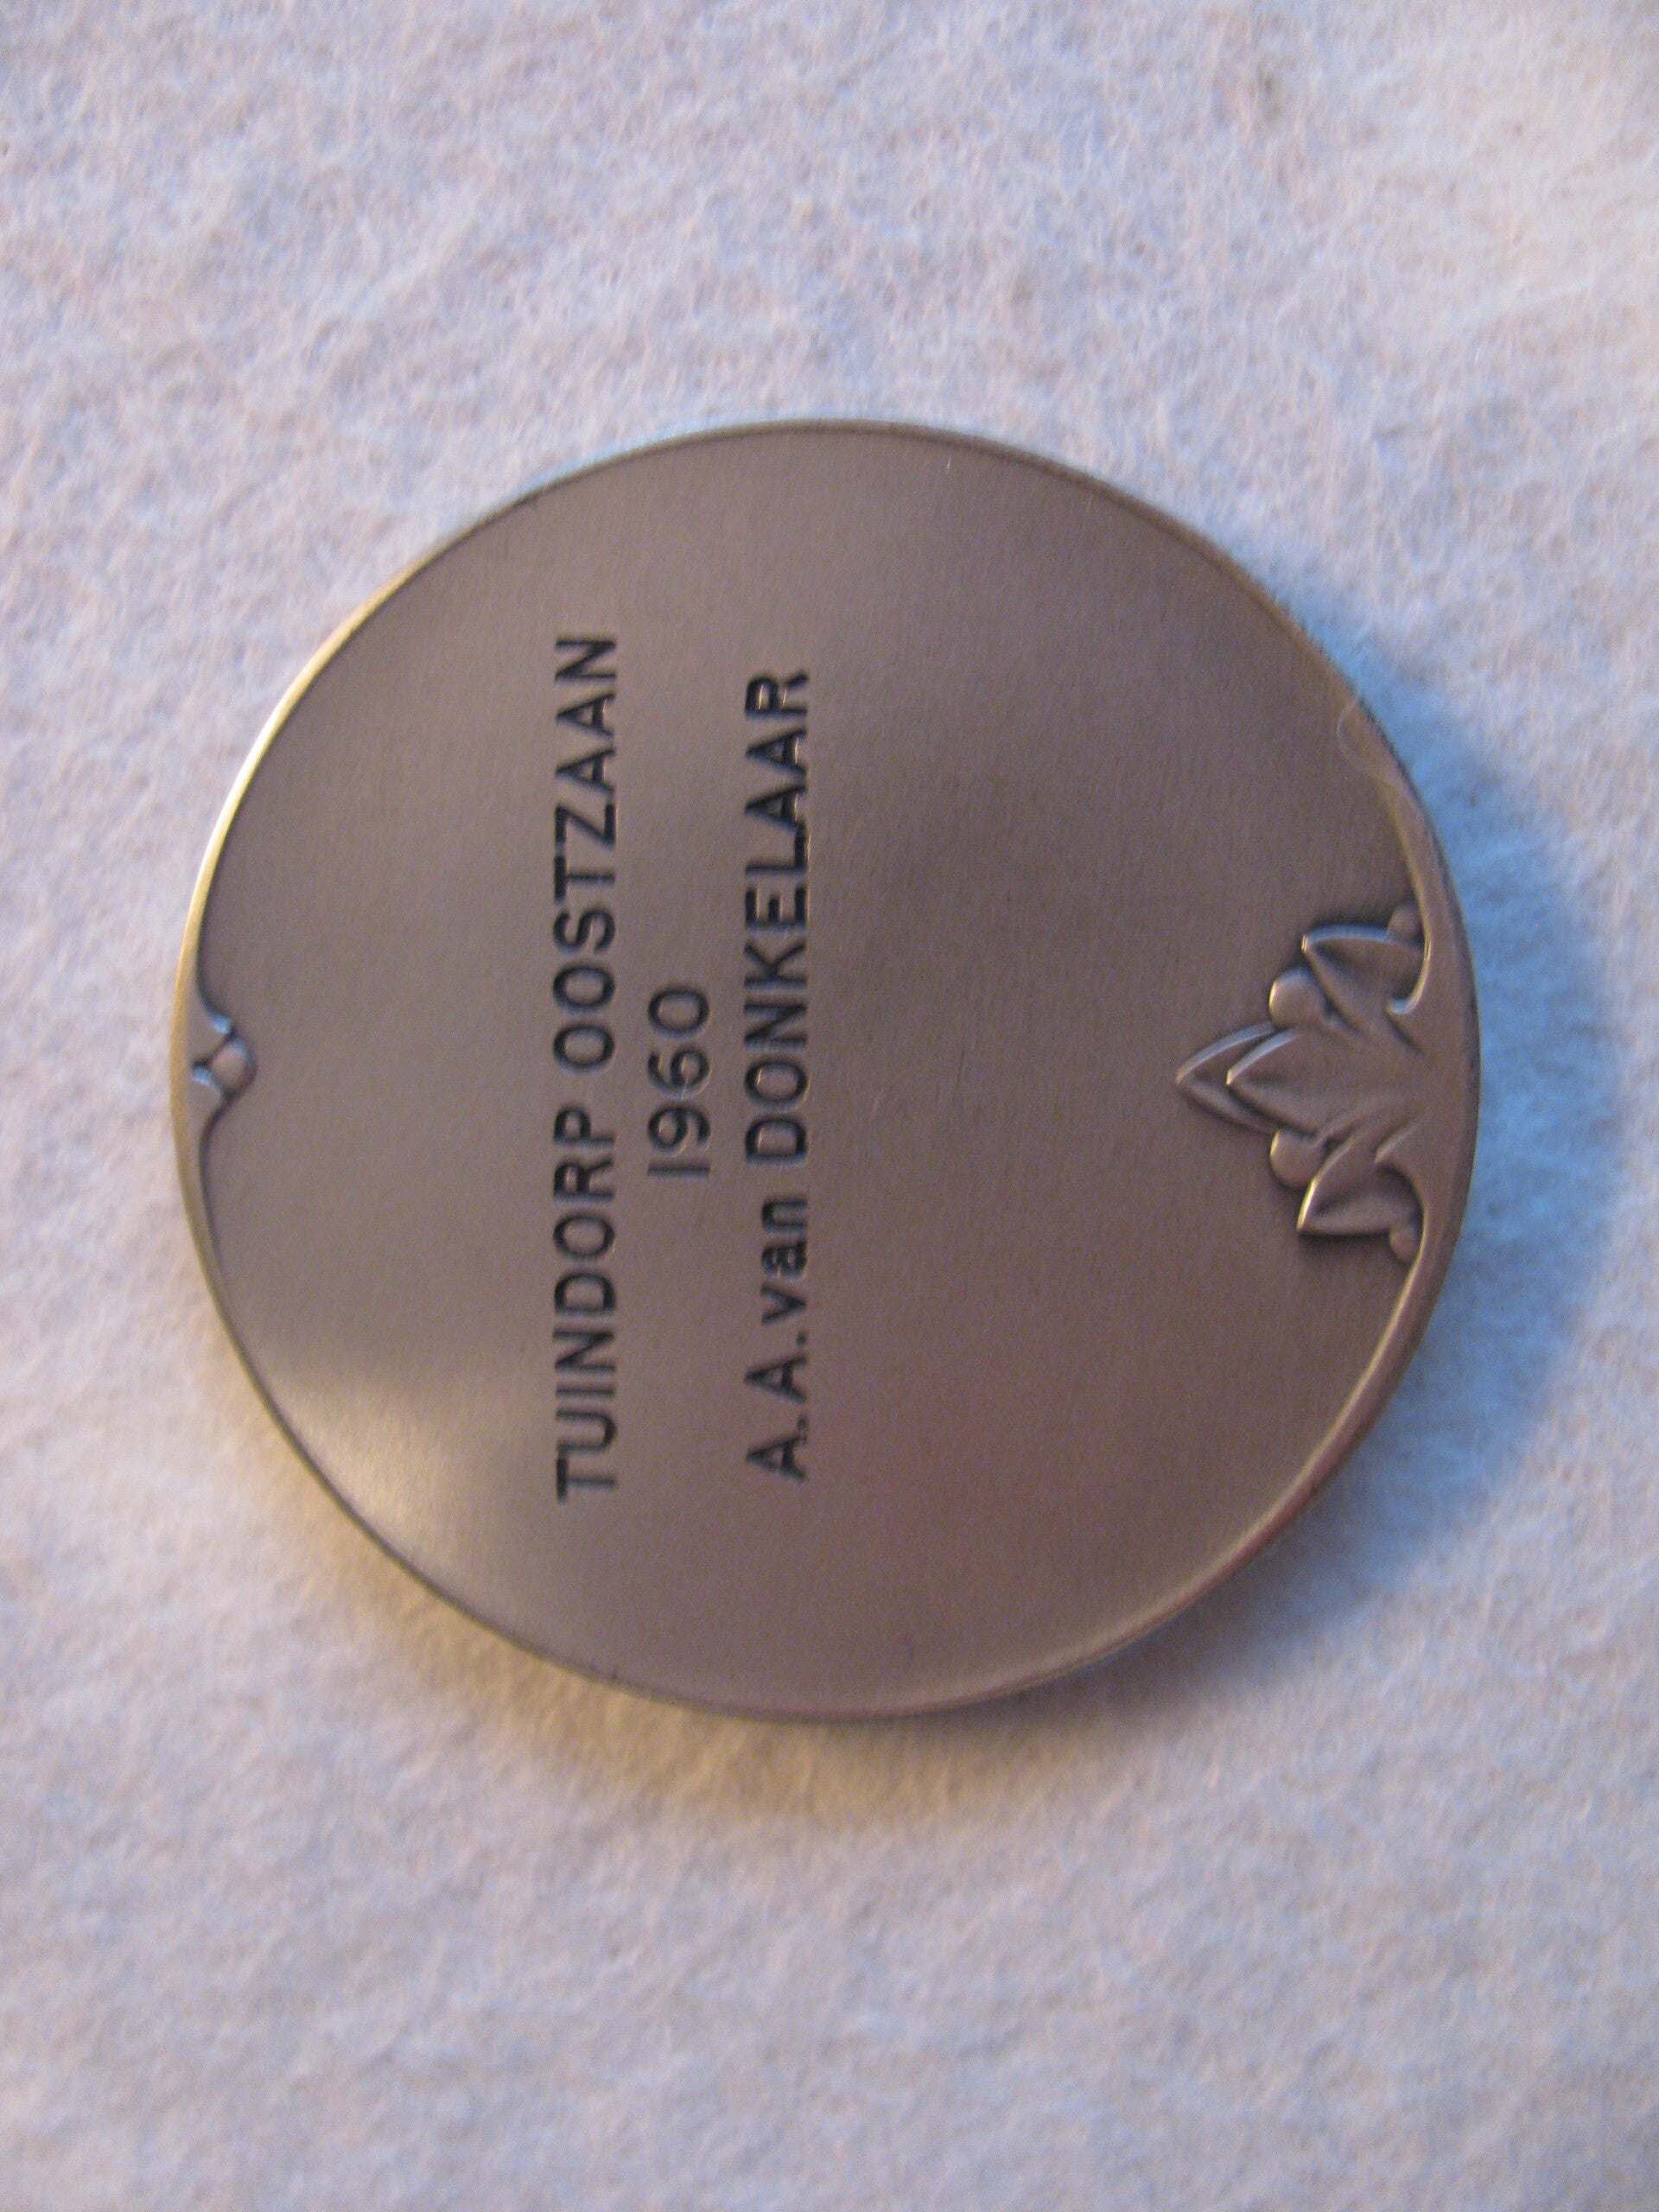 TUINDORP OOSTZAAN
1960
A.A.van DONKELAAR